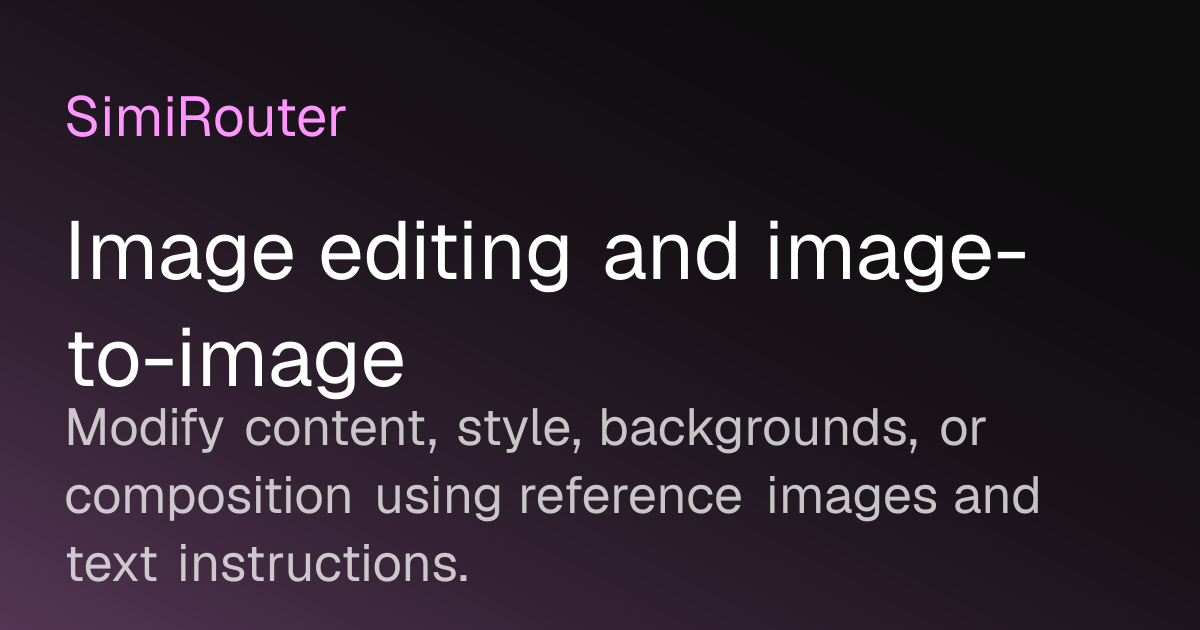 SimiRouter
Image editing and image-
to-image
Modify content, style, backgrounds, or
composition using reference images and
text instructions.